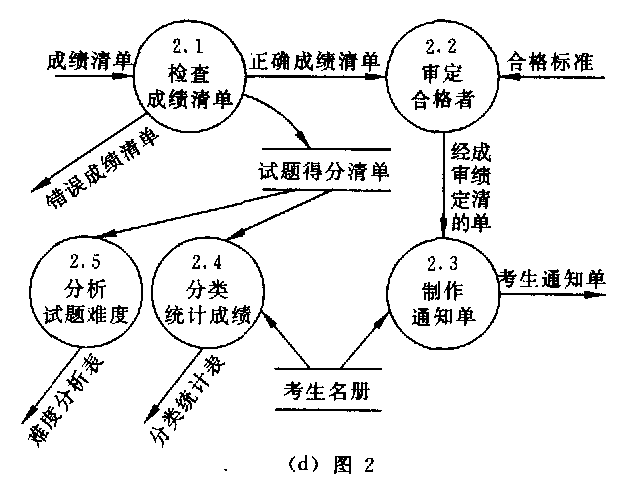 成绩清单
2.1
检查
成绩清单
正确成绩清单
2.2
审定
合格者
合格标准
错误成绩清单
试题得分清单
经审定的
成绩清单
2.5
分析
试题难度
2.4
分类
统计成绩
2.3
制作
通知单
考生通知单
难度分析表
分类统计表
考生名册
(d) 图 2